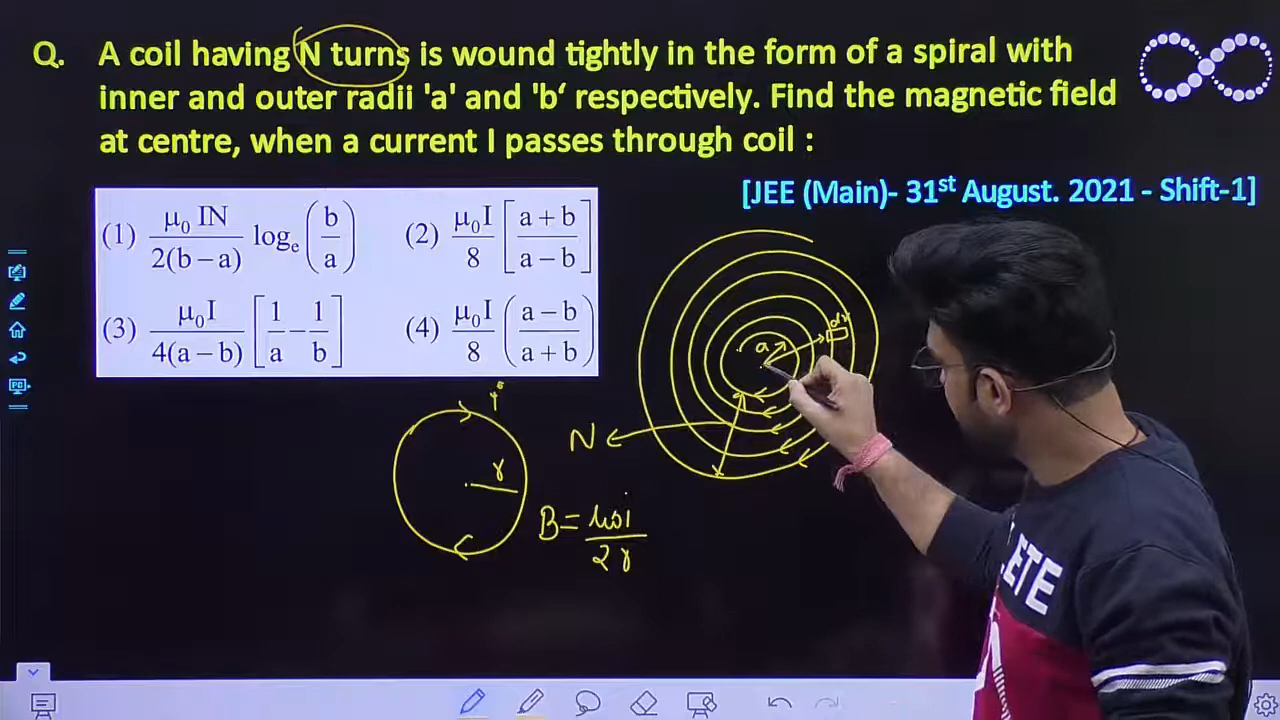 Q. A coil having N turns is wound tightly in the form of a spiral with
inner and outer radii 'a' and 'b‘ respectively. Find the magnetic field
at centre, when a current I passes through coil :
[JEE (Main)- 31st August. 2021 - Shift-1]
(1) μ₀ IN / 2(b – a) logₑ (b / a) (2) μ₀I / 8 [a + b / a – b]
(3) μ₀I / 4(a – b) [1 / a – 1 / b] (4) μ₀I / 8 (a – b / a + b)
dr
a
N
r
B = μ₀i / 2r
LETE